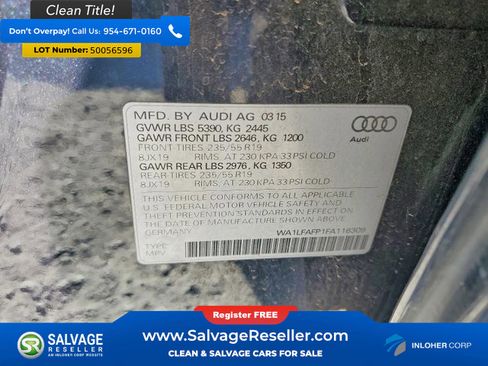 Clean Title!
Don't Overpay! Call Us: 954-671-0160
LOT Number: 50056596
MFD. BY AUDI AG 03 15
GVWR LBS 5390, KG 2445
GAWR FRONT LBS 2646, KG 1200
FRONT TIRES 235/55 R19
8JX19 RIMS, AT 230 KPA 33 PSI COLD
GAWR REAR LBS 2976, KG 1350
REAR TIRES 235/55 R19
8JX19 RIMS, AT 230 KPA 33 PSI COLD
THIS VEHICLE CONFORMS TO ALL APPLICABLE
U.S. FEDERAL MOTOR VEHICLE SAFETY AND
THEFT PREVENTION STANDARDS IN EFFECT ON
THE DATE OF MANUFACTURE SHOWN ABOVE.
GERMANY
WA1LFAFP1FA116309
TYPE:
Audi
Register FREE!
SALVAGE
RESELLER
AN INLOHER CORP WEBSITE
www.SalvageReseller.com
CLEAN & SALVAGE CARS FOR SALE
INLOHER CORP